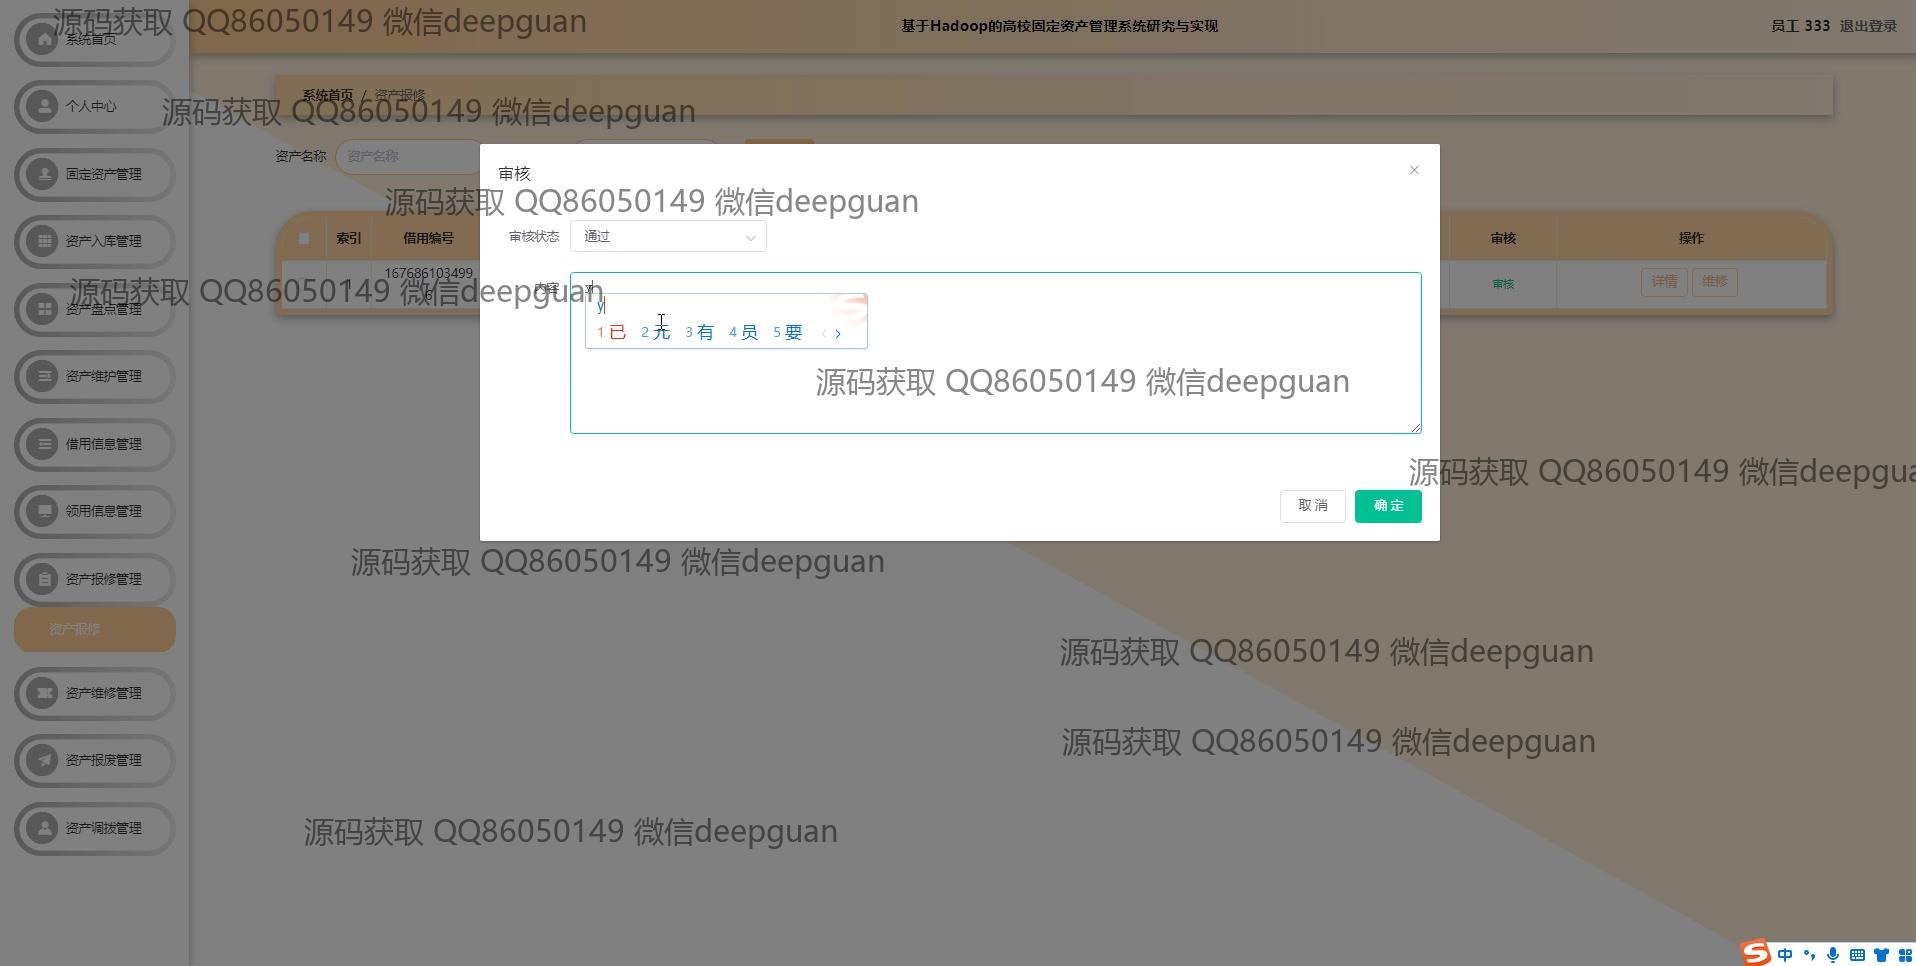 基于Hadoop的高校固定资产管理系统研究与实现
员工 333 退出登录
源码获取 QQ86050149 微信deepguan
系统首页
个人中心
固定资产管理
资产入库管理
资产盘点管理
资产维护管理
借用信息管理
领用信息管理
资产报修管理
资产报修
资产维修管理
资产报废管理
资产调拨管理
系统首页 / 资产报修
源码获取 QQ86050149 微信deepguan
资产名称 资产名称
索引 借用编号 审核 操作
1 167686103499 审核 详情 维修
6
审核
×
源码获取 QQ86050149 微信deepguan
审核状态 通过
内容 y
源码获取 QQ86050149 微信deepguan
y
1 已 2 元 3 有 4 员 5 要
源码获取 QQ86050149 微信deepguan
取消 确定
源码获取 QQ86050149 微信deepgua
源码获取 QQ86050149 微信deepguan
源码获取 QQ86050149 微信deepguan
源码获取 QQ86050149 微信deepguan
源码获取 QQ86050149 微信deepguan
中